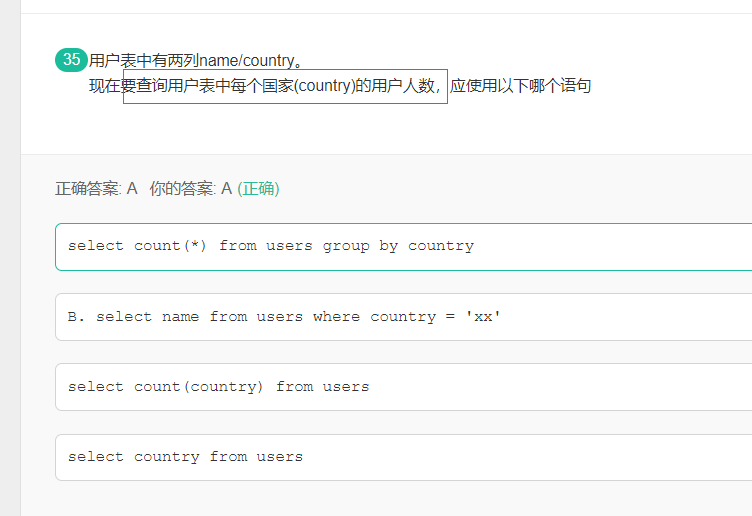 35 用户表中有两列name/country。
现在要查询用户表中每个国家(country)的用户人数，应使用以下哪个语句
正确答案: A 你的答案: A (正确)
select count(*) from users group by country
B. select name from users where country = 'xx'
select count(country) from users
select country from users